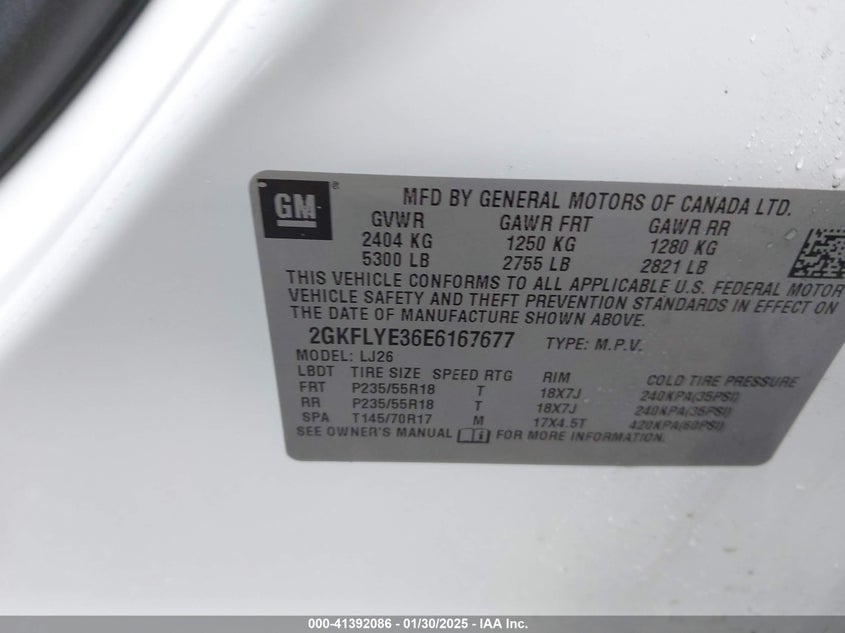 GM ®
MFD BY GENERAL MOTORS OF CANADA LTD.
GVWR GAWR FRT GAWR RR
2404 KG 1250 KG 1280 KG
5300 LB 2755 LB 2821 LB
THIS VEHICLE CONFORMS TO ALL APPLICABLE U.S. FEDERAL MOTOR
VEHICLE SAFETY AND THEFT PREVENTION STANDARDS IN EFFECT ON
THE DATE OF MANUFACTURE SHOWN ABOVE.
2GKFLYE36E6167677 TYPE: M.P.V.
MODEL: LJ26
LBDT TIRE SIZE SPEED RTG RIM COLD TIRE PRESSURE
FRT P235/55R18 T 18X7J 240KPA(35PSI)
RR P235/55R18 T 18X7J 240KPA(35PSI)
SPA T145/70R17 M 17X4.5T 420KPA(60PSI)
SEE OWNER'S MANUAL FOR MORE INFORMATION.
000-41392086 - 01/30/2025 - IAA Inc.